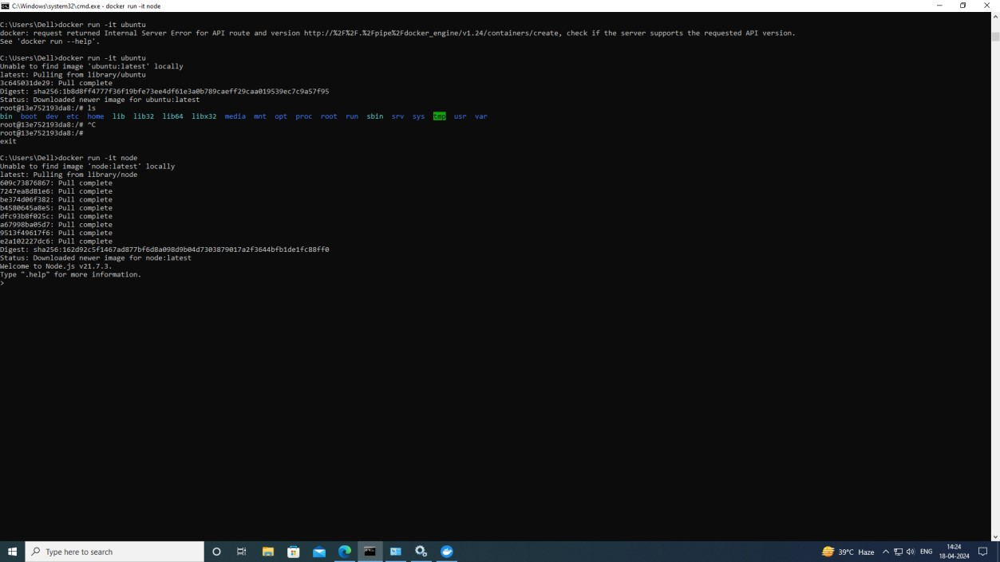 C:\Windows\system32\cmd.exe - docker run -it node
C:\Users\Dell>docker run -it ubuntu
docker: request returned Internal Server Error for API route and version http://%2F%2F.%2Fpipe%2Fdocker_engine/v1.24/containers/create, check if the server supports the requested API version.
See 'docker run --help'.
C:\Users\Dell>docker run -it ubuntu
Unable to find image 'ubuntu:latest' locally
latest: Pulling from library/ubuntu
3c645031de29: Pull complete
Digest: sha256:1b8d8ff4777f36f19bfe73ee4df61e3a0b789caeff29caa019539ec7c9a57f95
Status: Downloaded newer image for ubuntu:latest
root@13e752193da8:/# ls
bin boot dev etc home lib lib32 lib64 libx32 media mnt opt proc root run sbin srv sys tmp usr var
root@13e752193da8:/# ^C
root@13e752193da8:/#
exit
C:\Users\Dell>docker run -it node
Unable to find image 'node:latest' locally
latest: Pulling from library/node
609c73876867: Pull complete
7247ea8d81e6: Pull complete
be374d06f382: Pull complete
b4580645a8e5: Pull complete
dfc93b8f025c: Pull complete
a67998ba05d7: Pull complete
9513f49617f6: Pull complete
e2a102227dc6: Pull complete
Digest: sha256:162d92c5f1467ad877bf6d8a098d9b04d7303879017a2f3644bfb1de1fc88ff0
Status: Downloaded newer image for node:latest
Welcome to Node.js v21.7.3.
Type ".help" for more information.
>
Type here to search
39°C Haze
ENG
14:24
18-04-2024